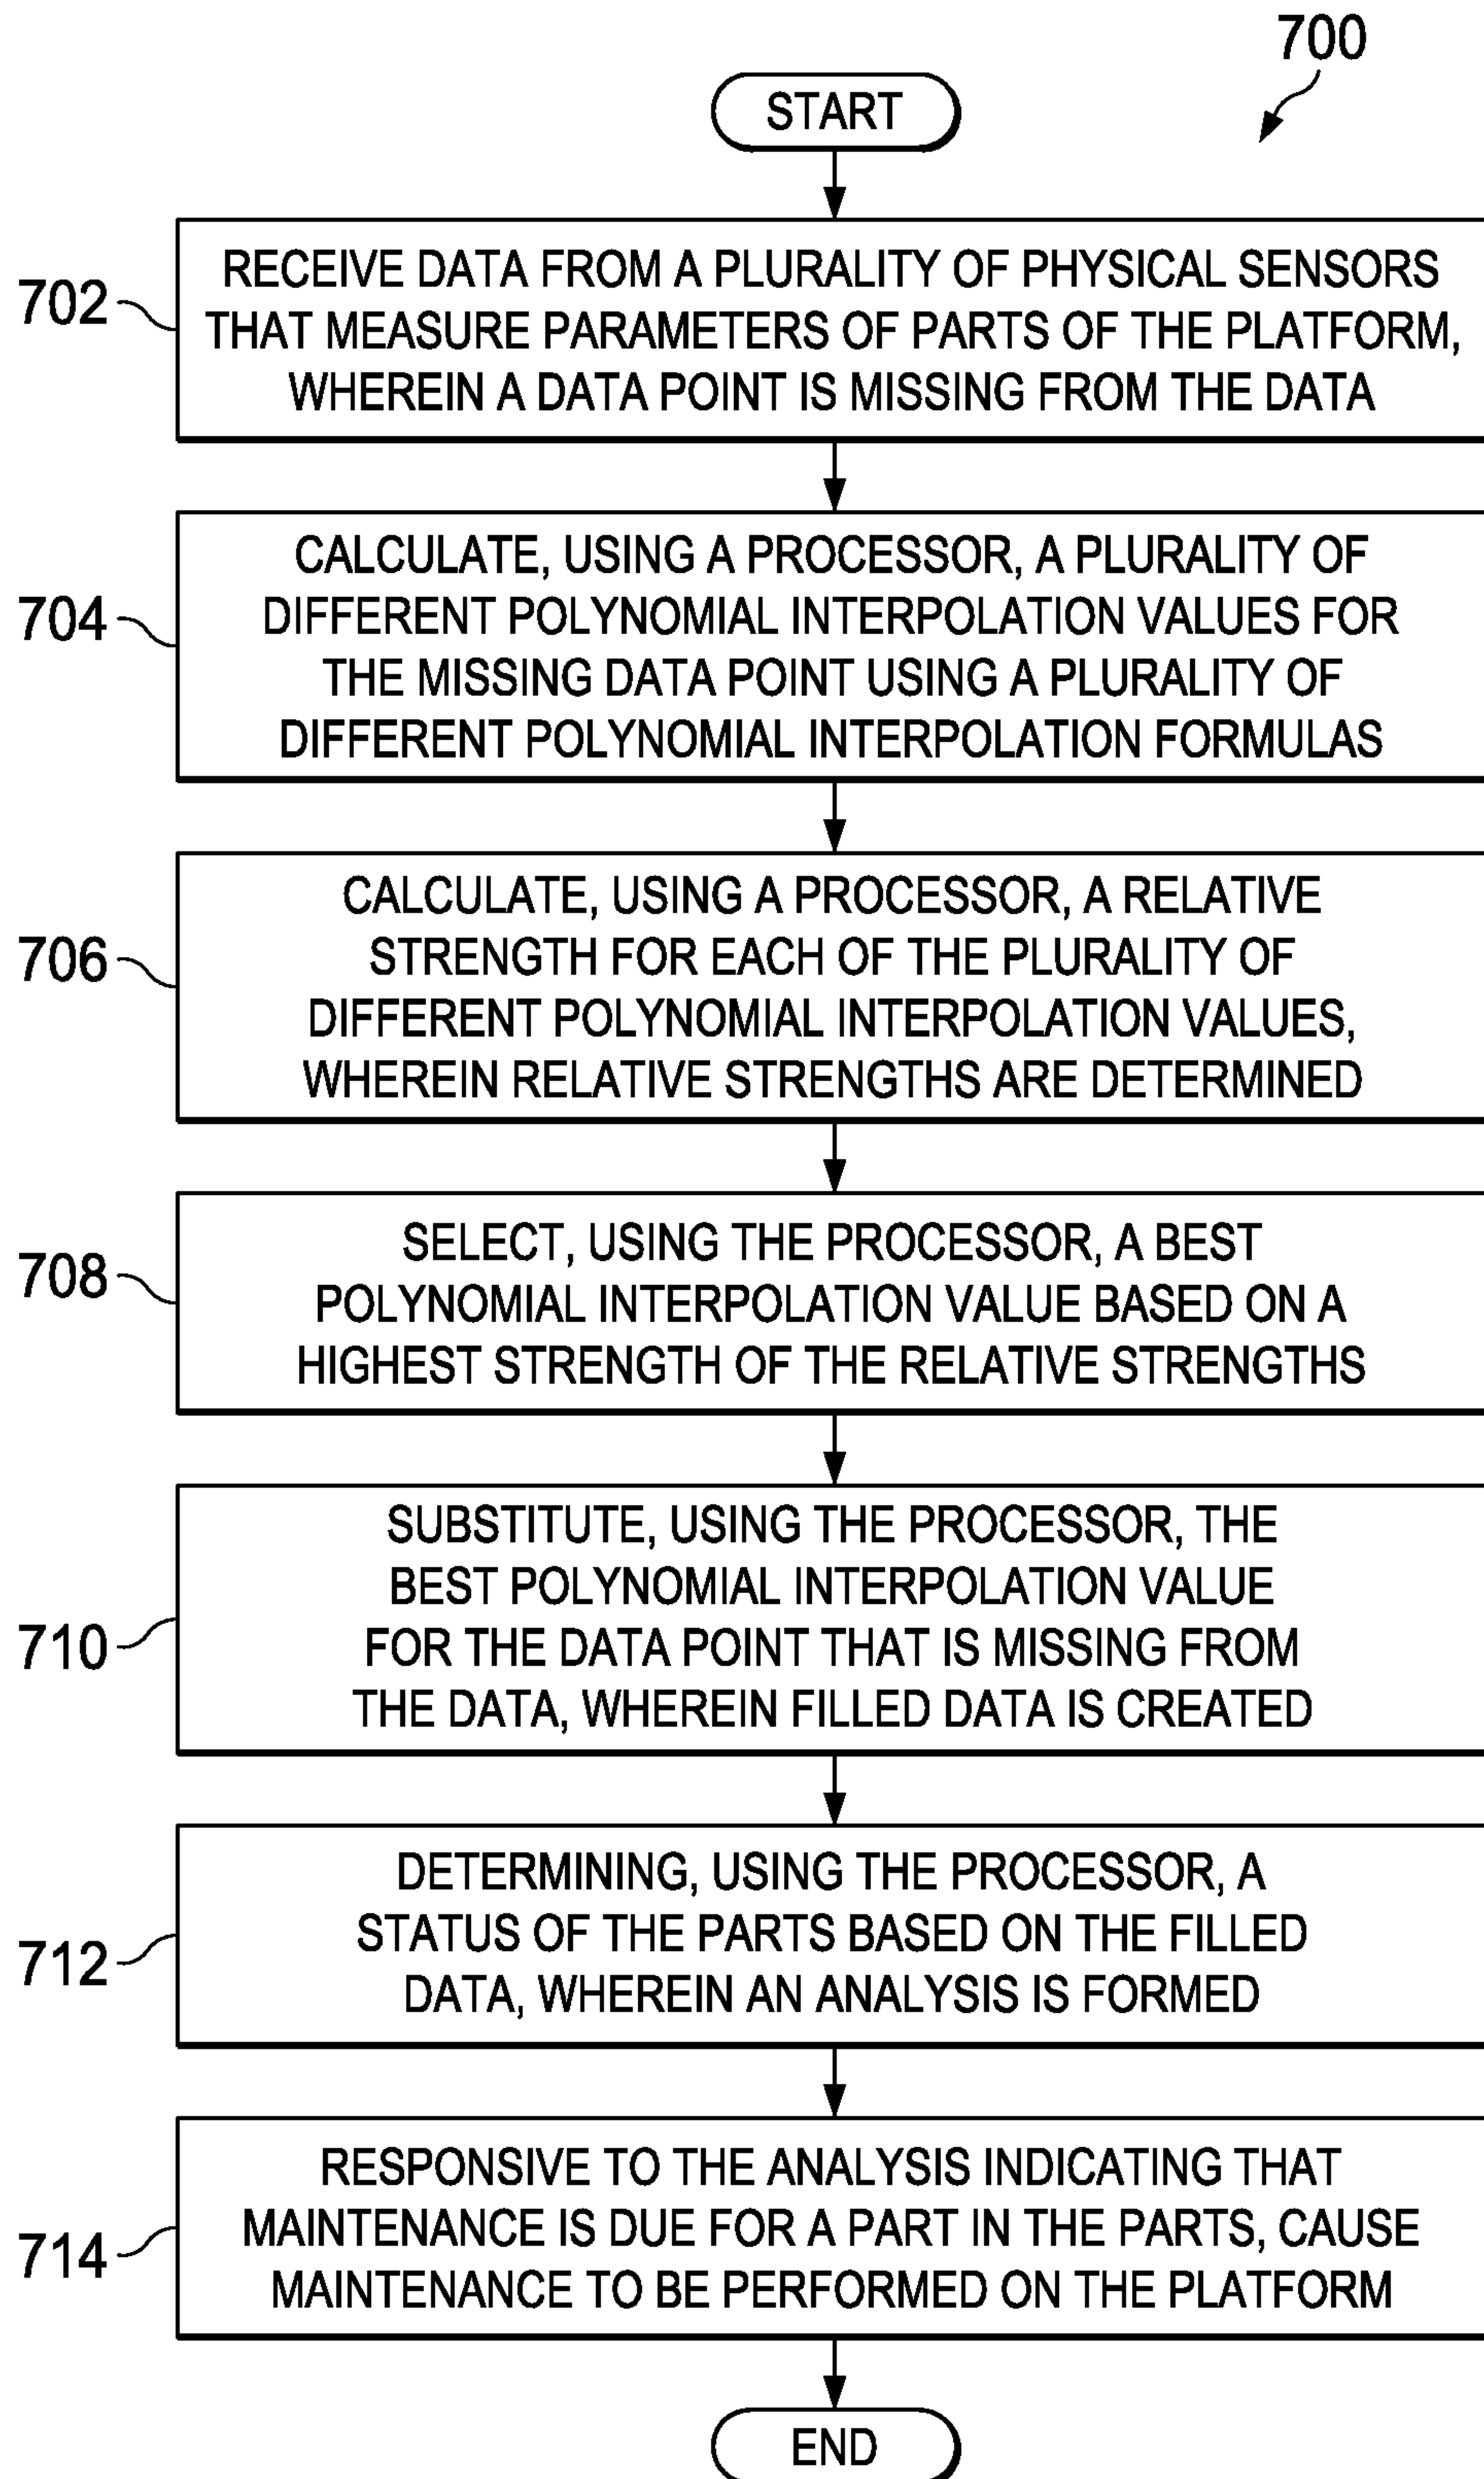 700
START
702
RECEIVE DATA FROM A PLURALITY OF PHYSICAL SENSORS
THAT MEASURE PARAMETERS OF PARTS OF THE PLATFORM,
WHEREIN A DATA POINT IS MISSING FROM THE DATA
704
CALCULATE, USING A PROCESSOR, A PLURALITY OF
DIFFERENT POLYNOMIAL INTERPOLATION VALUES FOR
THE MISSING DATA POINT USING A PLURALITY OF
DIFFERENT POLYNOMIAL INTERPOLATION FORMULAS
706
CALCULATE, USING A PROCESSOR, A RELATIVE
STRENGTH FOR EACH OF THE PLURALITY OF
DIFFERENT POLYNOMIAL INTERPOLATION VALUES,
WHEREIN RELATIVE STRENGTHS ARE DETERMINED
708
SELECT, USING THE PROCESSOR, A BEST
POLYNOMIAL INTERPOLATION VALUE BASED ON A
HIGHEST STRENGTH OF THE RELATIVE STRENGTHS
710
SUBSTITUTE, USING THE PROCESSOR, THE
BEST POLYNOMIAL INTERPOLATION VALUE
FOR THE DATA POINT THAT IS MISSING FROM
THE DATA, WHEREIN FILLED DATA IS CREATED
712
DETERMINING, USING THE PROCESSOR, A
STATUS OF THE PARTS BASED ON THE FILLED
DATA, WHEREIN AN ANALYSIS IS FORMED
714
RESPONSIVE TO THE ANALYSIS INDICATING THAT
MAINTENANCE IS DUE FOR A PART IN THE PARTS, CAUSE
MAINTENANCE TO BE PERFORMED ON THE PLATFORM
END